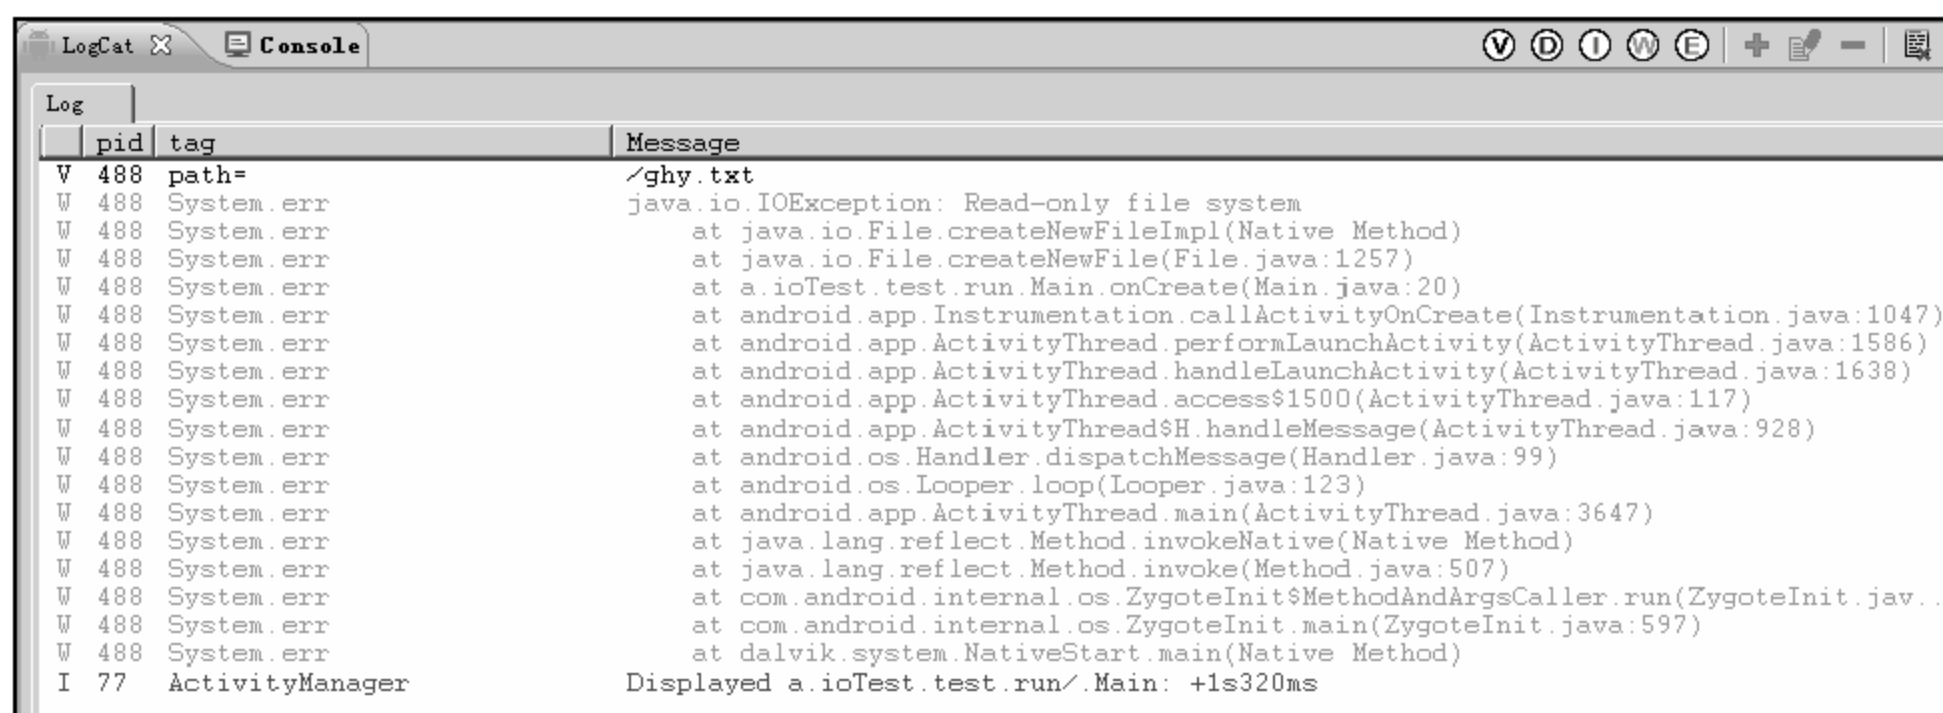 LogCat Console V D I W E
Log
pid tag Message
V 488 path= /ghy.txt
W 488 System.err java.io.IOException: Read-only file system
W 488 System.err at java.io.File.createNewFileImpl(Native Method)
W 488 System.err at java.io.File.createNewFile(File.java:1257)
W 488 System.err at a.ioTest.test.run.Main.onCreate(Main.java:20)
W 488 System.err at android.app.Instrumentation.callActivityOnCreate(Instrumentation.java:1047)
W 488 System.err at android.app.ActivityThread.performLaunchActivity(ActivityThread.java:1586)
W 488 System.err at android.app.ActivityThread.handleLaunchActivity(ActivityThread.java:1638)
W 488 System.err at android.app.ActivityThread.access$1500(ActivityThread.java:117)
W 488 System.err at android.app.ActivityThread$H.handleMessage(ActivityThread.java:928)
W 488 System.err at android.os.Handler.dispatchMessage(Handler.java:99)
W 488 System.err at android.os.Looper.loop(Looper.java:123)
W 488 System.err at android.app.ActivityThread.main(ActivityThread.java:3647)
W 488 System.err at java.lang.reflect.Method.invokeNative(Native Method)
W 488 System.err at java.lang.reflect.Method.invoke(Method.java:507)
W 488 System.err at com.android.internal.os.ZygoteInit$MethodAndArgsCaller.run(ZygoteInit.jav..
W 488 System.err at com.android.internal.os.ZygoteInit.main(ZygoteInit.java:597)
W 488 System.err at dalvik.system.NativeStart.main(Native Method)
I 77 ActivityManager Displayed a.ioTest.test.run/.Main: +1s320ms